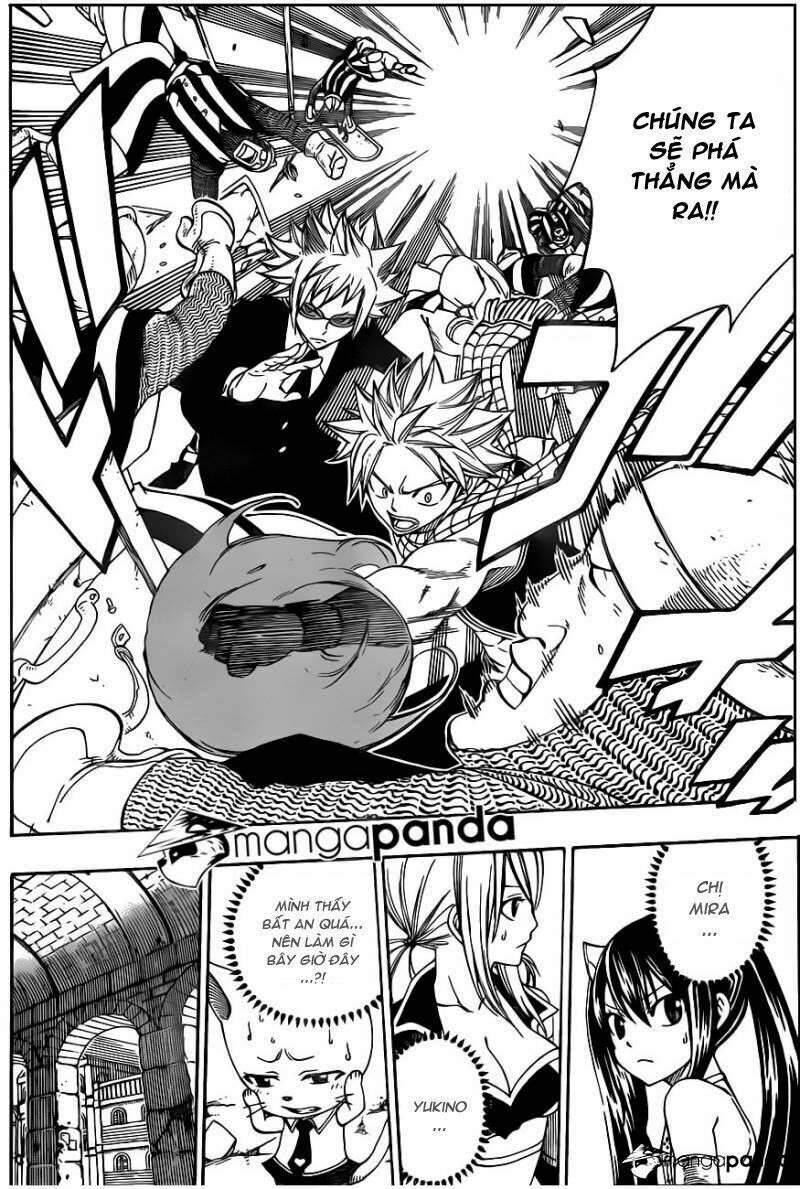 CHÚNG TA
SẼ PHÁ
THẲNG MÀ
RA!!
mangapanda
CHỊ
MIRA
...
YUKINO
...
MÌNH THẤY
BẤT AN QUÁ...
NÊN LÀM GÌ
BÂY GIỜ ĐÂY
...?!
mangapanda